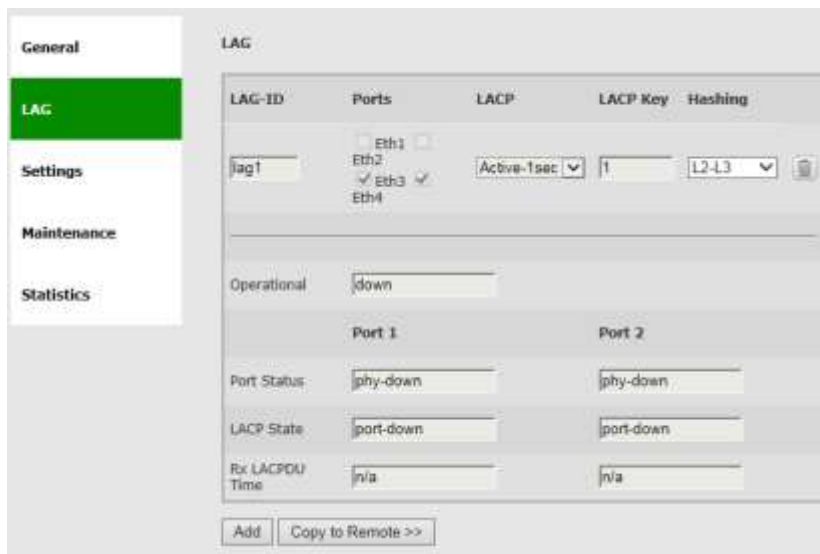 General
LAG
Settings
Maintenance
Statistics
LAG
LAG-ID Ports LACP LACP Key Hashing
lag1 Eth1 Eth2 Eth3 Eth4 Active-1sec 1 L2-L3
Operational down
Port 1 Port 2
Port Status phy-down phy-down
LACP State port-down port-down
Rx LACPDU Time n/a n/a
Add Copy to Remote >>